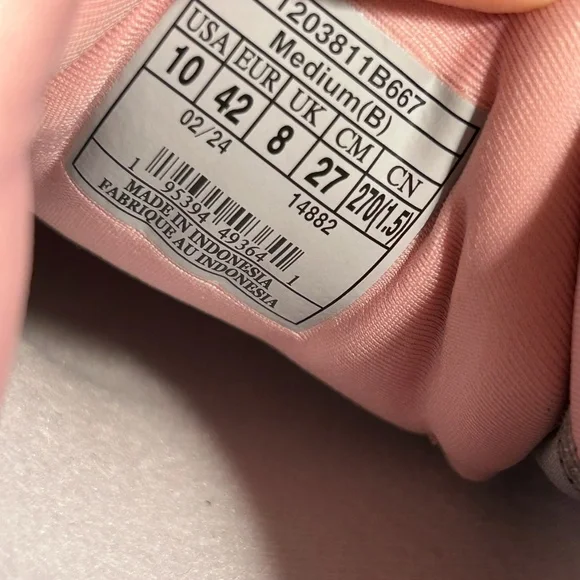 1203811B667
Medium(B)
USA EUR UK CM CN
10 42 8 27 270(1.5)
02/24 14882
1 95394 49364 1
MADE IN INDONESIA
FABRIQUE AU INDONESIA